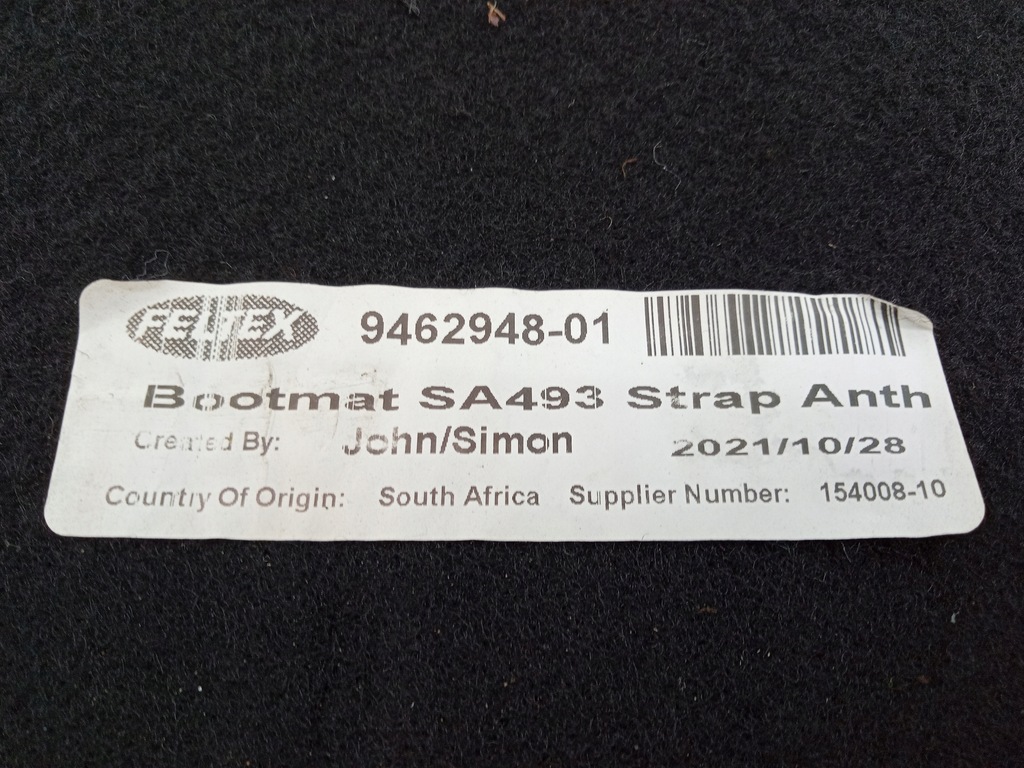 FELTEX 9462948-01
Bootmat SA493 Strap Anth
Created By: John/Simon 2021/10/28
Country Of Origin: South Africa Supplier Number: 154008-10